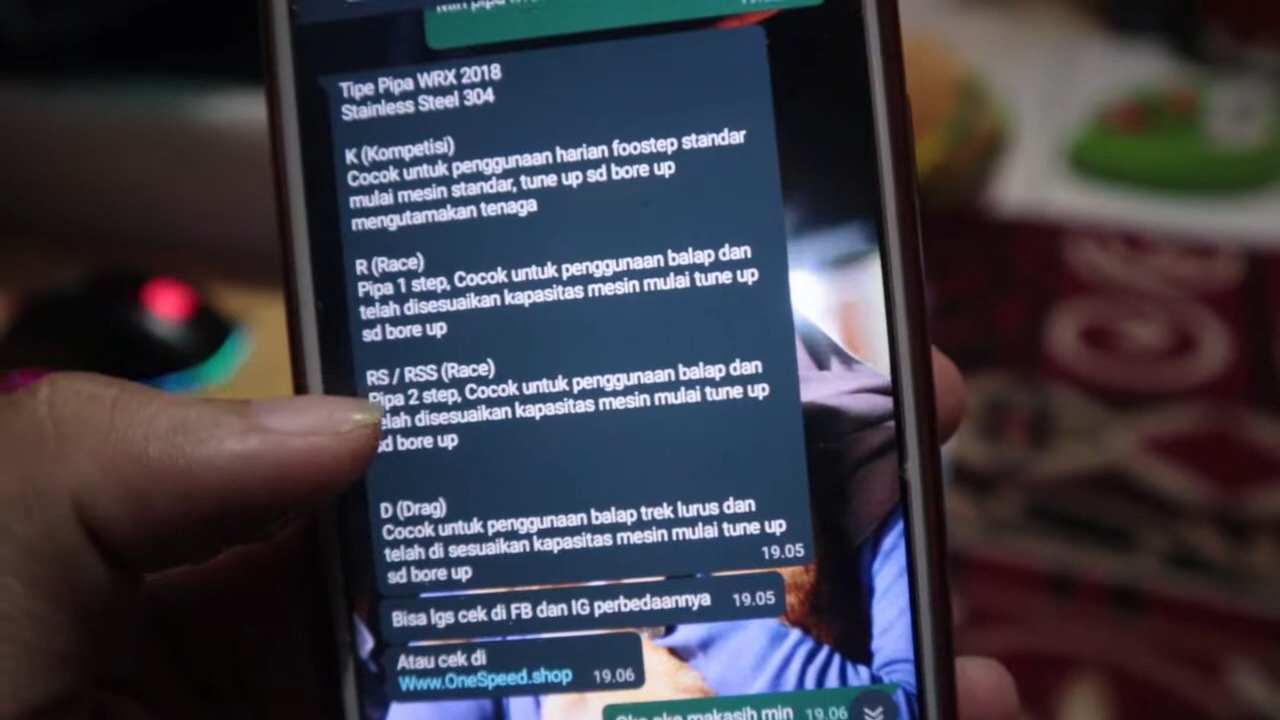 Tipe Pipa WRX 2018
Stainless Steel 304
K (Kompetisi)
Cocok untuk penggunaan harian foostep standar
mulai mesin standar, tune up sd bore up
mengutamakan tenaga
R (Race)
Pipa 1 step, Cocok untuk penggunaan balap dan
telah disesuaikan kapasitas mesin mulai tune up
sd bore up
RS / RSS (Race)
Pipa 2 step, Cocok untuk penggunaan balap dan
elah disesuaikan kapasitas mesin mulai tune up
sd bore up
D (Drag)
Cocok untuk penggunaan balap trek lurus dan
telah di sesuaikan kapasitas mesin mulai tune up
sd bore up
19.05
Bisa lgs cek di FB dan IG perbedaannya 19.05
Atau cek di
Www.OneSpeed.shop 19.06
makasih min 19.06